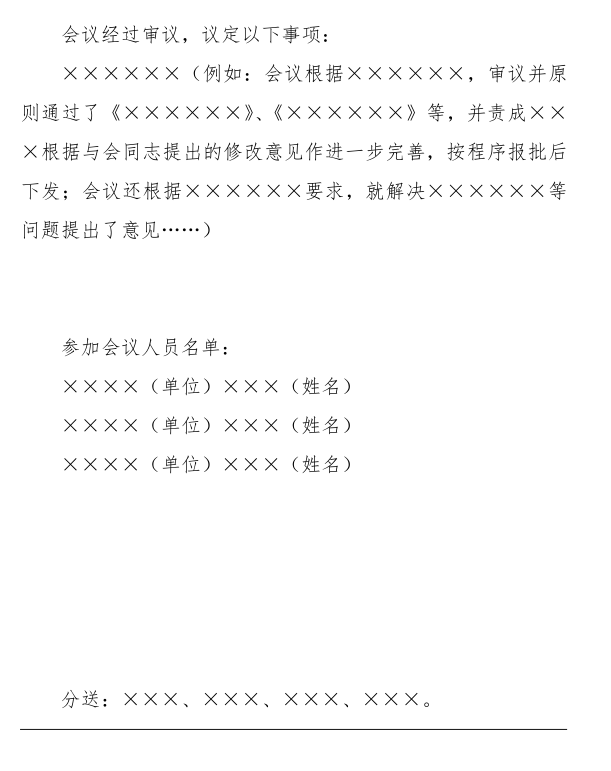 会议经过审议，议定以下事项：
××××××（例如：会议根据××××××，审议并原
则通过了《××××××》、《××××××》等，并责成××
×根据与会同志提出的修改意见作进一步完善，按程序报批后
下发；会议还根据××××××要求，就解决××××××等
问题提出了意见……）
参加会议人员名单：
××××（单位）×××（姓名）
××××（单位）×××（姓名）
××××（单位）×××（姓名）
分送：×××、×××、×××、×××。